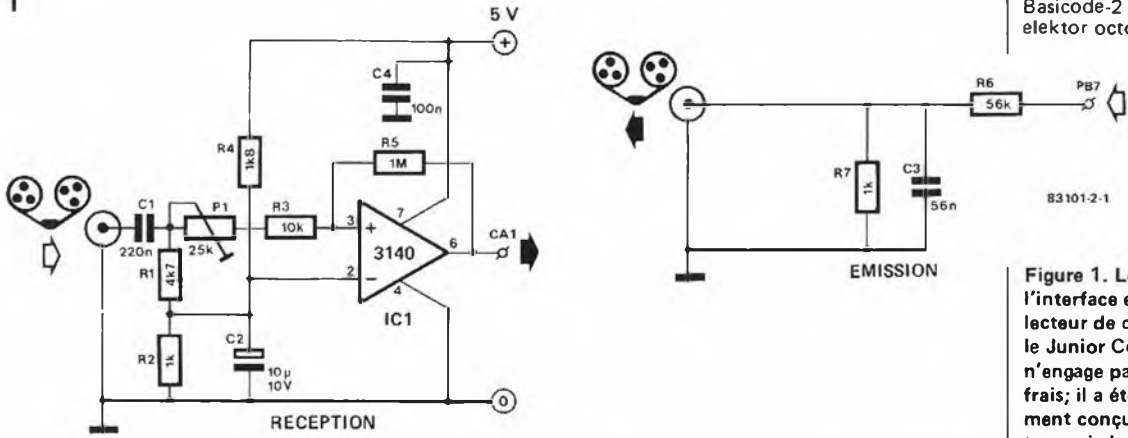 1
5 V
+
C4
100n
R4
1k8
R5
1M
C1
220n
P1
25k
R3
10k
3
+
7
3140
6
CA1
2
−
4
IC1
R1
4k7
R2
1k
C2
10µ
10V
0
RECEPTION
R6
56k
PB7
R7
1k
C3
56n
83101-2-1
EMISSION
Basicode-2
elektor octo
Figure 1. L
l'interface e
lecteur de c
le Junior Co
n'engage pa
frais; il a ét
ment conçu